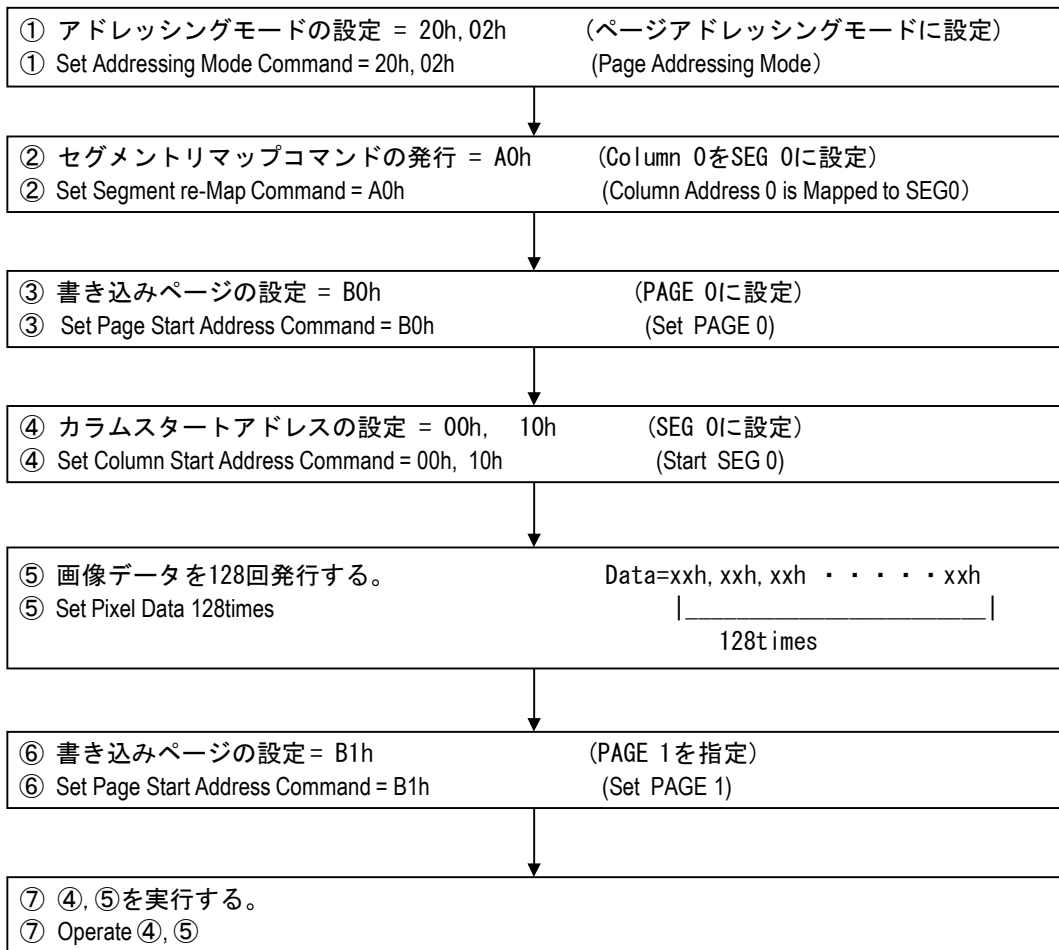 ① アドレッシングモードの設定 = 20h,02h (ページアドレッシングモードに設定)
① Set Addressing Mode Command = 20h, 02h (Page Addressing Mode)
② セグメントリマップコマンドの発行 = A0h (Column 0をSEG 0に設定)
② Set Segment re-Map Command = A0h (Column Address 0 is Mapped to SEG0)
③ 書き込みページの設定 = B0h (PAGE 0に設定)
③ Set Page Start Address Command = B0h (Set PAGE 0)
④ カラムスタートアドレスの設定 = 00h, 10h (SEG 0に設定)
④ Set Column Start Address Command = 00h, 10h (Start SEG 0)
⑤ 画像データを128回発行する。 Data=xxh,xxh,xxh ・・・・・xxh
⑤ Set Pixel Data 128times |________________________|
128times
⑥ 書き込みページの設定= B1h (PAGE 1を指定)
⑥ Set Page Start Address Command = B1h (Set PAGE 1)
⑦ ④,⑤を実行する。
⑦ Operate ④, ⑤